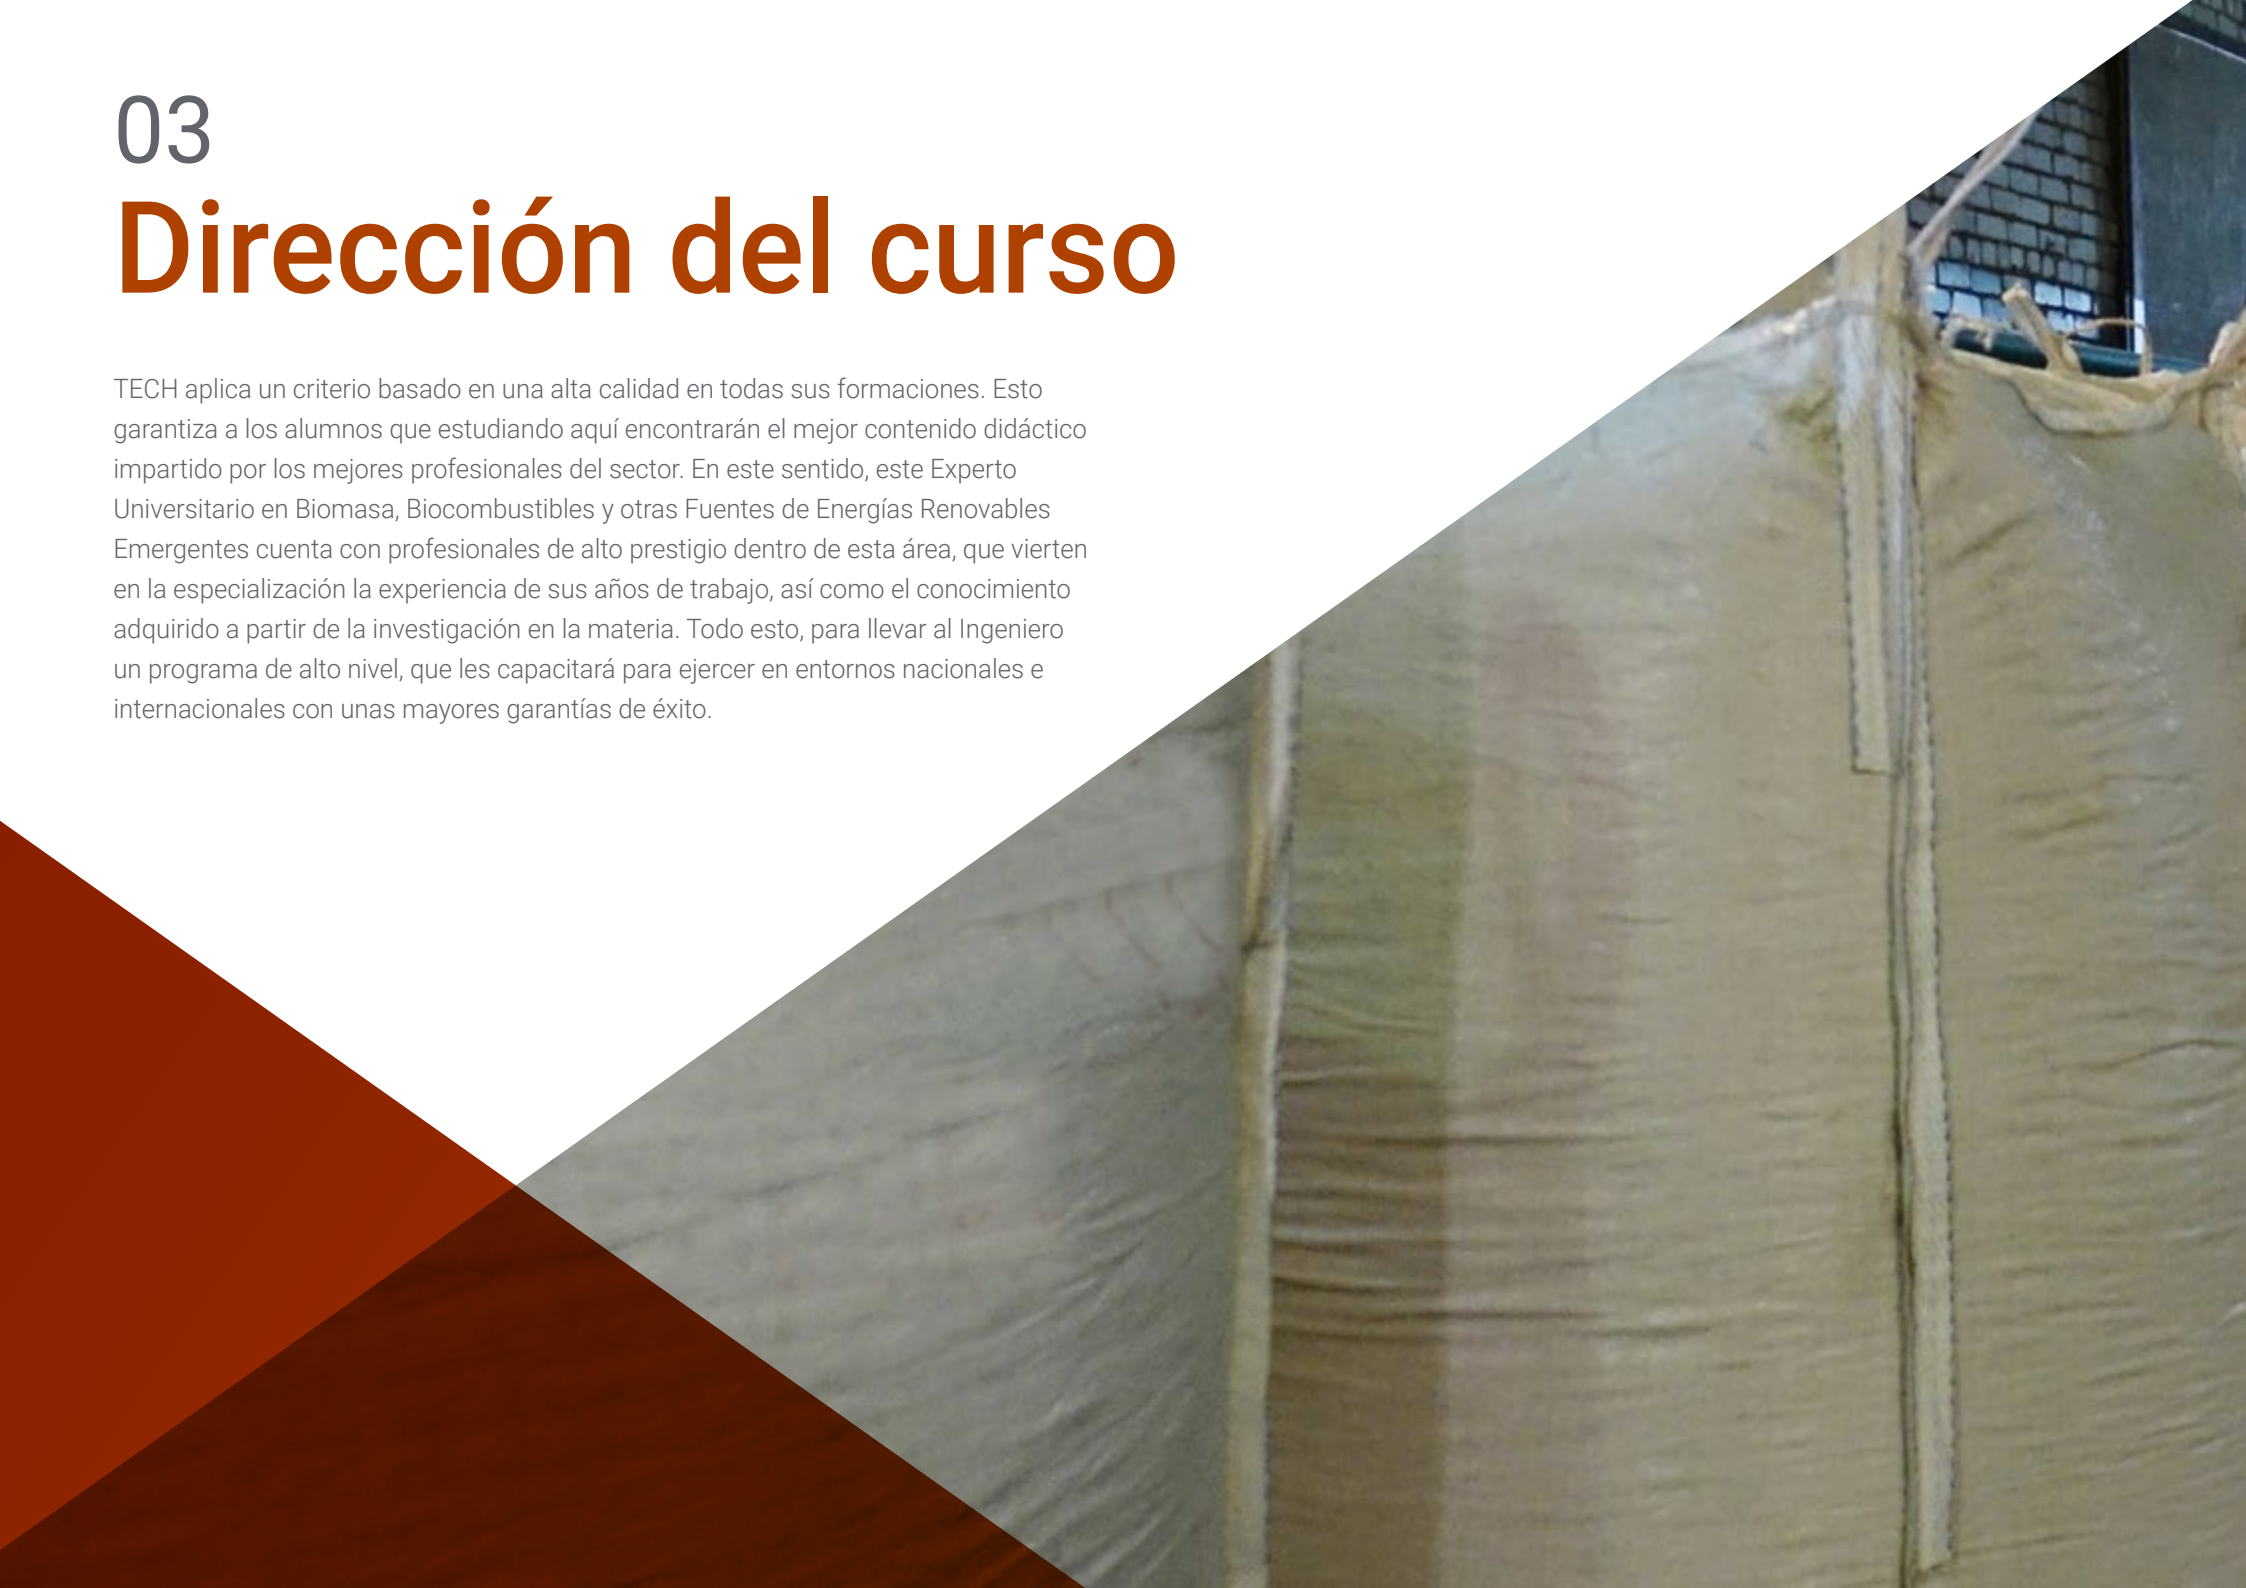 03
Dirección del curso
TECH aplica un criterio basado en una alta calidad en todas sus formaciones. Esto
garantiza a los alumnos que estudiando aquí encontrarán el mejor contenido didáctico
impartido por los mejores profesionales del sector. En este sentido, este Experto
Universitario en Biomasa, Biocombustibles y otras Fuentes de Energías Renovables
Emergentes cuenta con profesionales de alto prestigio dentro de esta área, que vierten
en la especialización la experiencia de sus años de trabajo, así como el conocimiento
adquirido a partir de la investigación en la materia. Todo esto, para llevar al Ingeniero
un programa de alto nivel, que les capacitará para ejercer en entornos nacionales e
internacionales con unas mayores garantías de éxito.